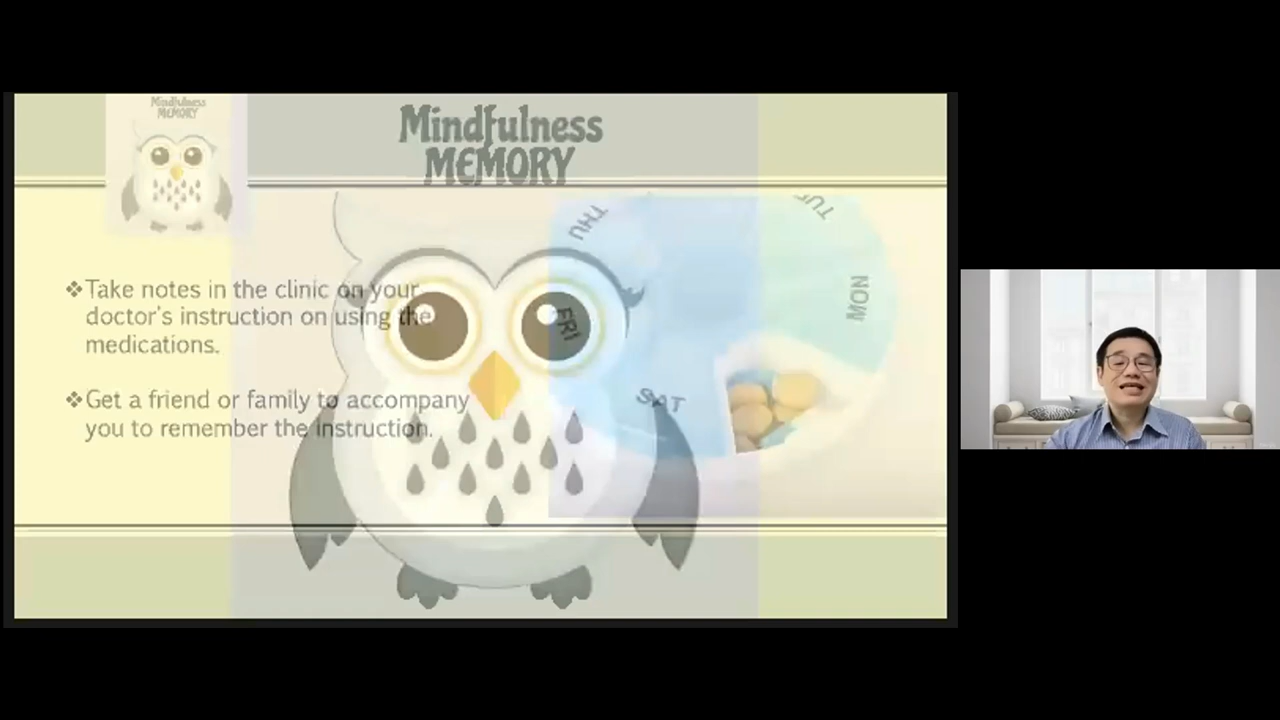 Mindfulness
MEMORY
Mindfulness
MEMORY
THU
TUE
MON
FRI
SAT
❖Take notes in the clinic on your
doctor's instruction on using the
medications.
❖Get a friend or family to accompany
you to remember the instruction.